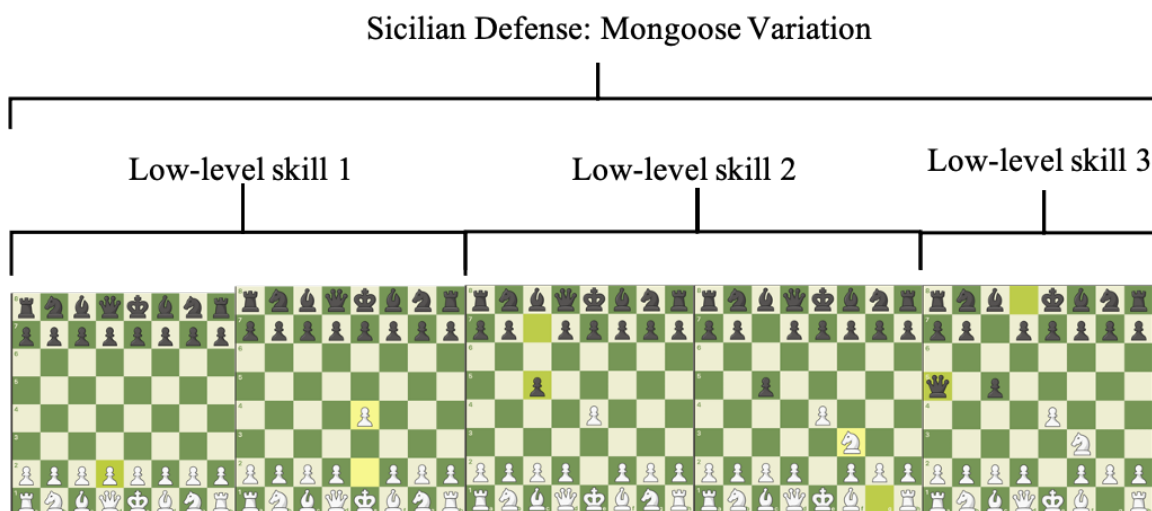 Sicilian Defense: Mongoose Variation
Low-level skill 1
Low-level skill 2
Low-level skill 3